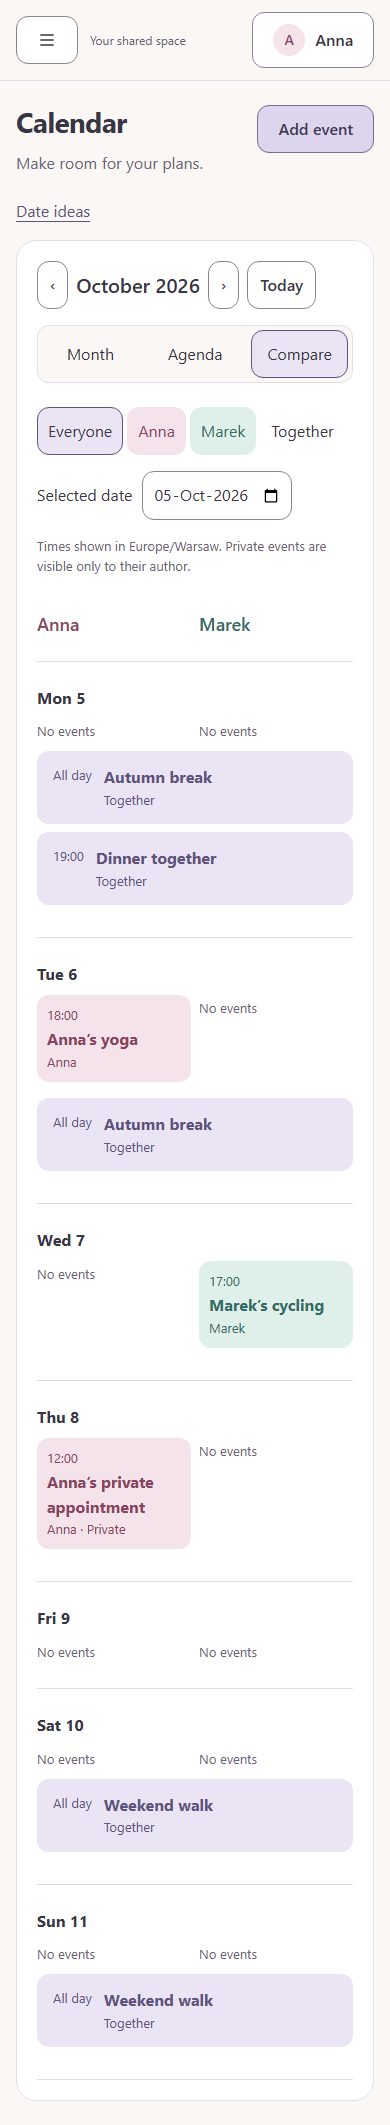 Your shared space
A
Anna
Calendar
Add event
Make room for your plans.
Date ideas
‹
October 2026
›
Today
Month
Agenda
Compare
Everyone
Anna
Marek
Together
Selected date
05-Oct-2026
Times shown in Europe/Warsaw. Private events are
visible only to their author.
Anna
Marek
Mon 5
No events
No events
All day
Autumn break
Together
19:00
Dinner together
Together
Tue 6
18:00
Anna’s yoga
Anna
No events
All day
Autumn break
Together
Wed 7
No events
17:00
Marek’s cycling
Marek
Thu 8
12:00
Anna’s private
appointment
Anna · Private
No events
Fri 9
No events
No events
Sat 10
No events
No events
All day
Weekend walk
Together
Sun 11
No events
No events
All day
Weekend walk
Together